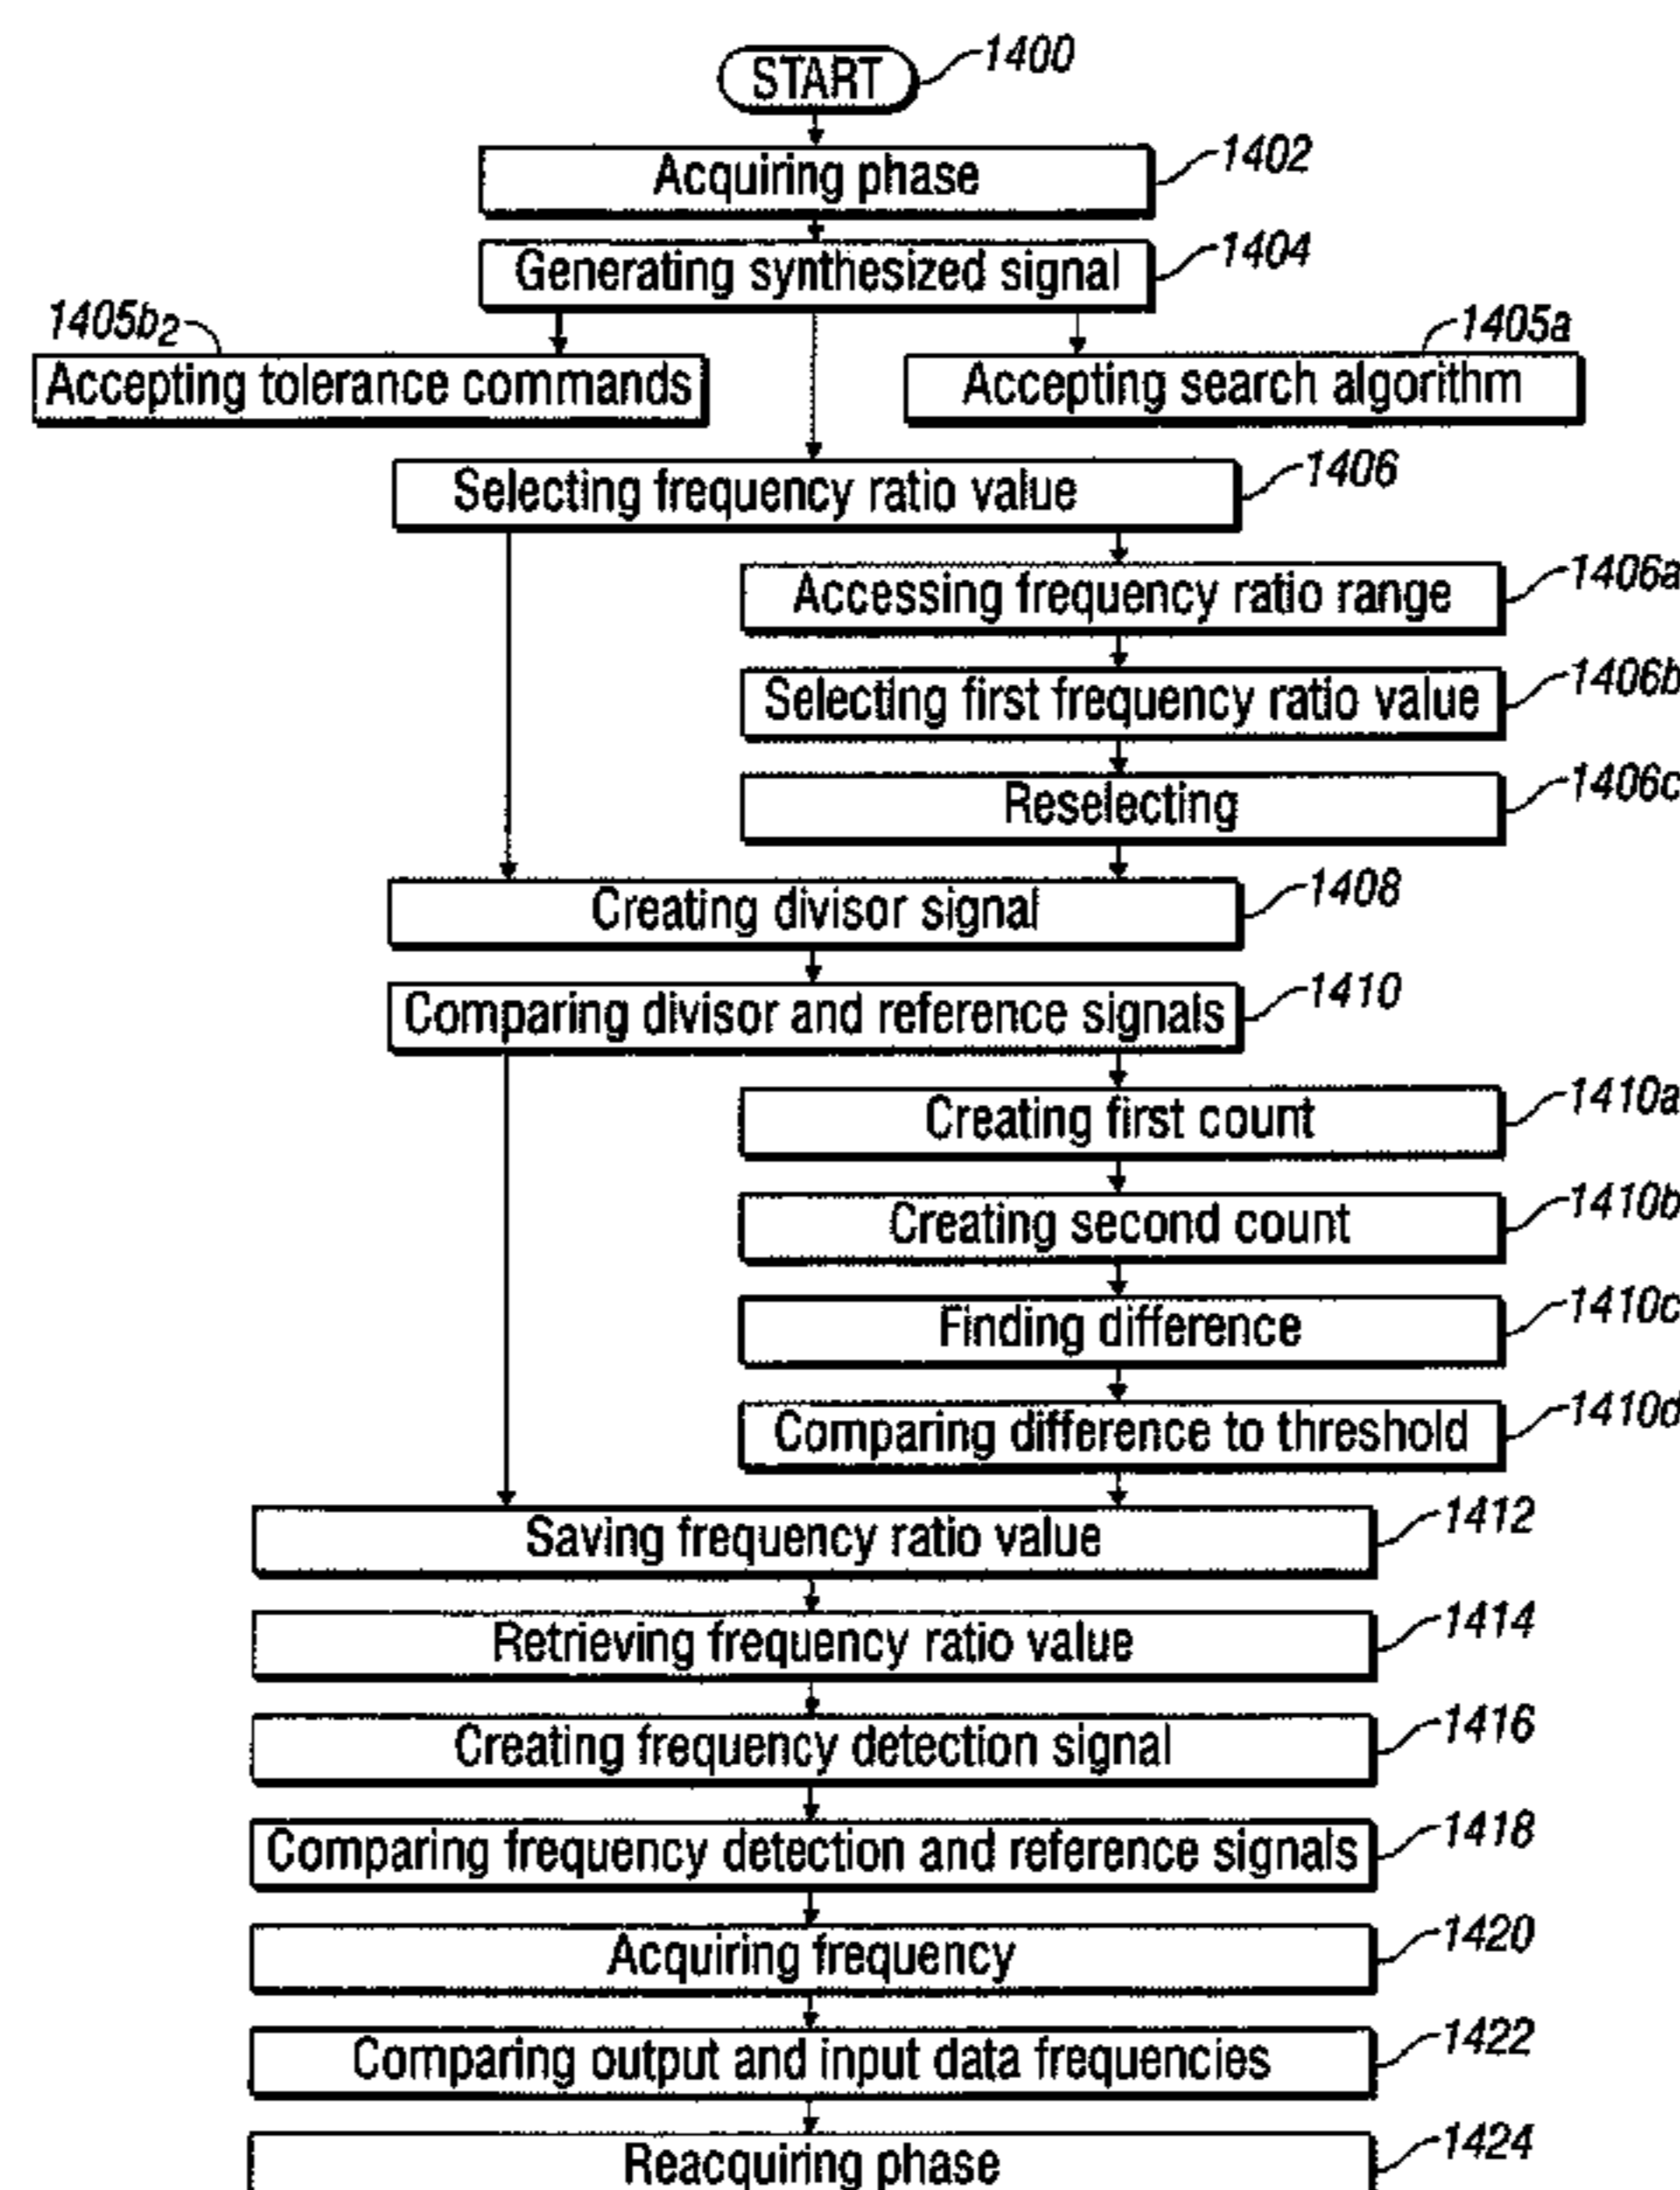 START 1400
Acquiring phase 1402
Generating synthesized signal 1404
1405b2 1405a
Accepting tolerance commands Accepting search algorithm
Selecting frequency ratio value 1406
Accessing frequency ratio range 1406a
Selecting first frequency ratio value 1406b
Reselecting 1406c
Creating divisor signal 1408
Comparing divisor and reference signals 1410
Creating first count 1410a
Creating second count 1410b
Finding difference 1410c
Comparing difference to threshold 1410d
Saving frequency ratio value 1412
Retrieving frequency ratio value 1414
Creating frequency detection signal 1416
Comparing frequency detection and reference signals 1418
Acquiring frequency 1420
Comparing output and input data frequencies 1422
Reacquiring phase 1424